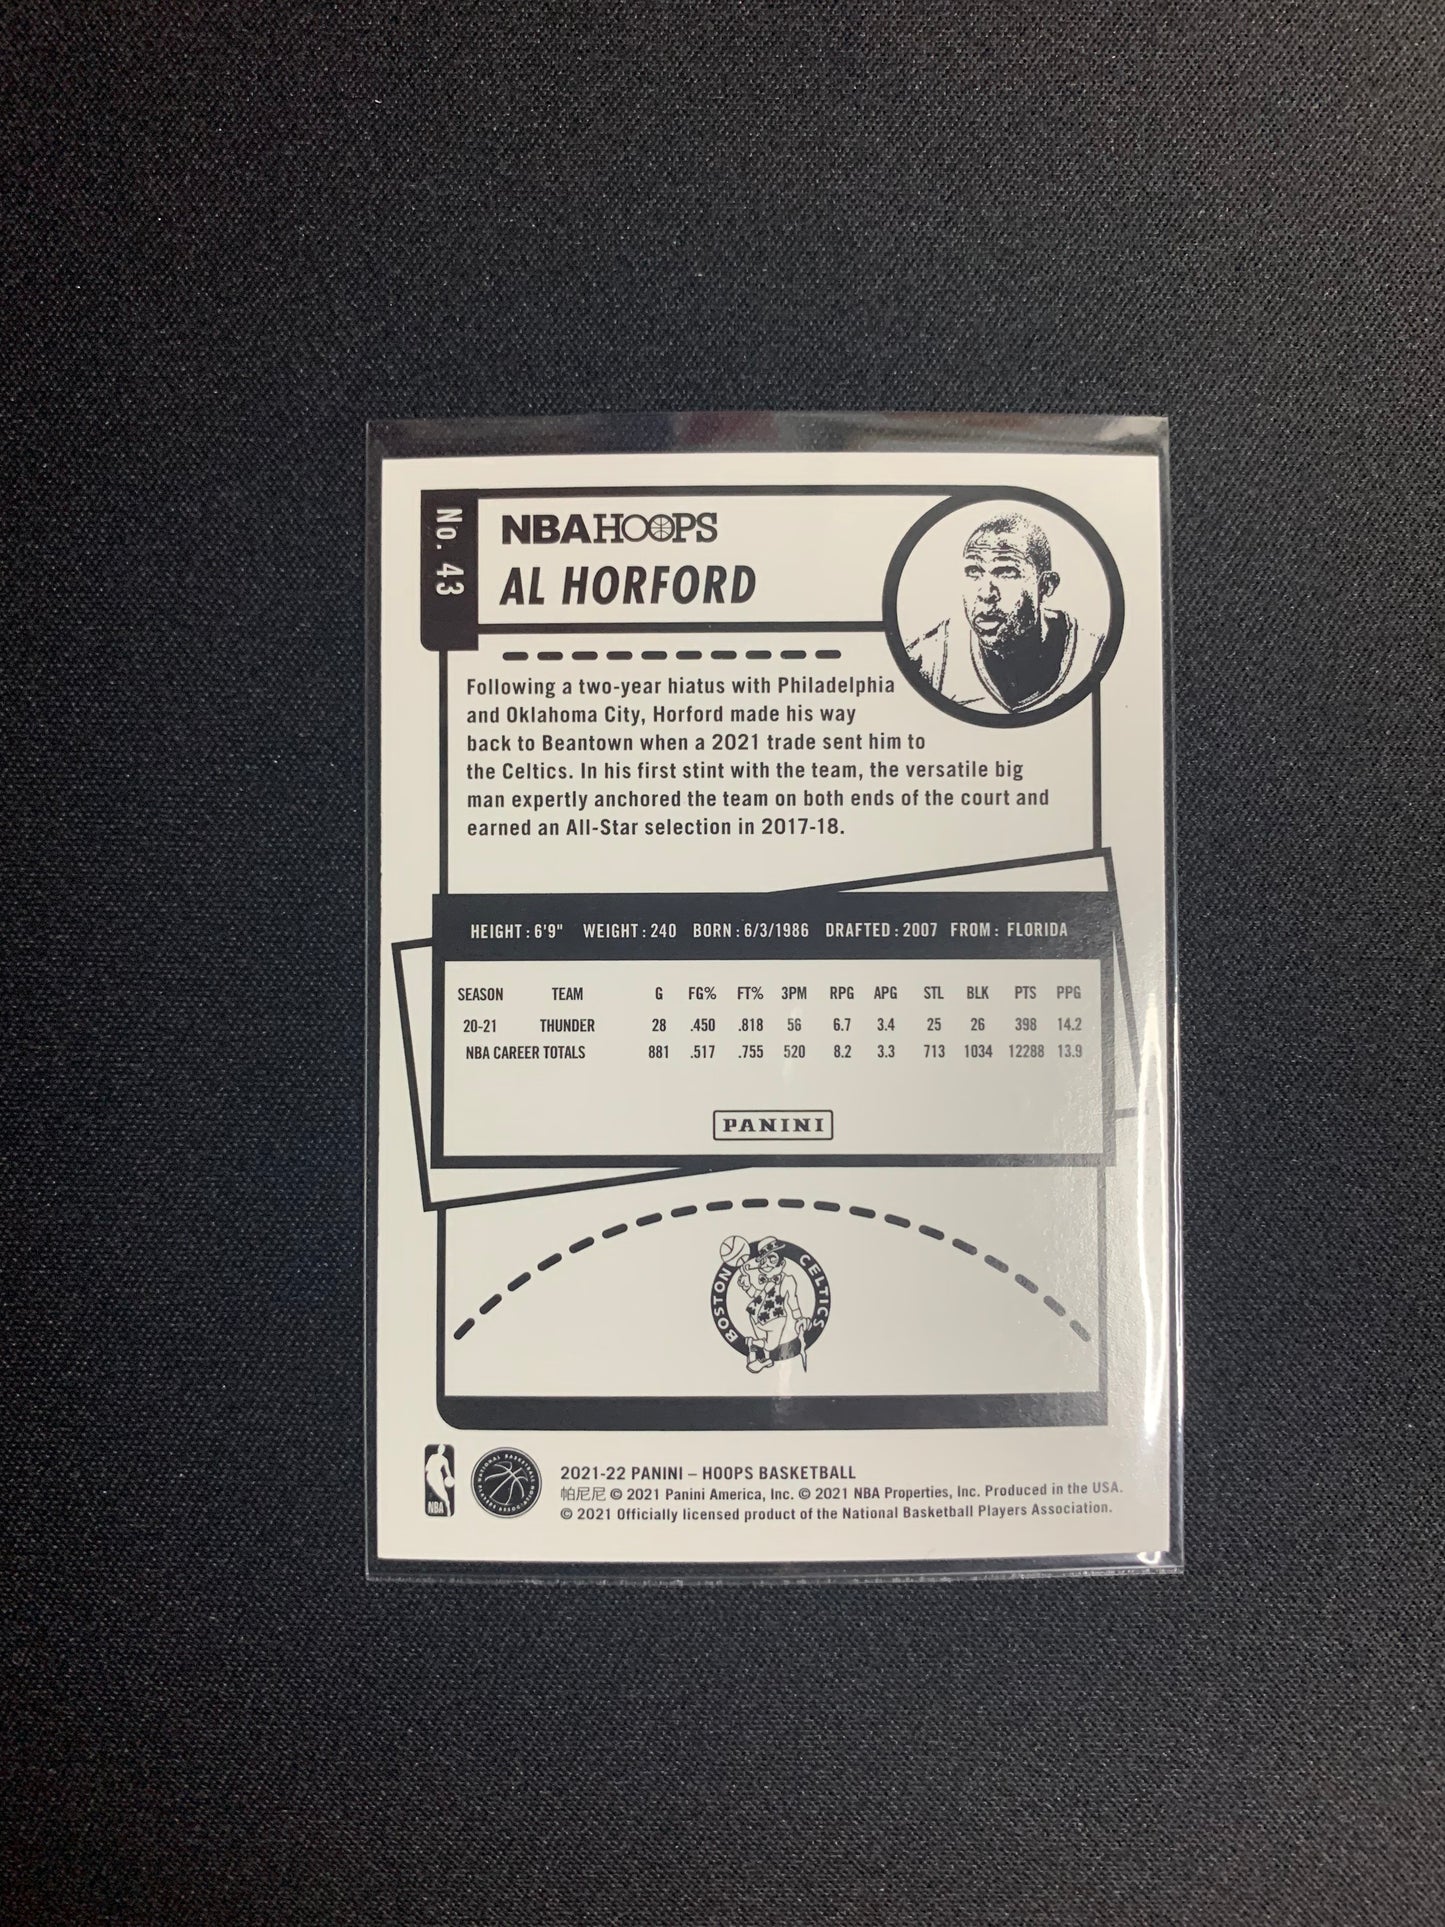 No. 43
NBA HOOPS
AL HORFORD
Following a two-year hiatus with Philadelphia
and Oklahoma City, Horford made his way
back to Beantown when a 2021 trade sent him to
the Celtics. In his first stint with the team, the versatile big
man expertly anchored the team on both ends of the court and
earned an All-Star selection in 2017-18.
HEIGHT : 6'9" WEIGHT : 240 BORN : 6/3/1986 DRAFTED : 2007 FROM : FLORIDA
SEASON TEAM G FG% FT% 3PM RPG APG STL BLK PTS PPG
20-21 THUNDER 28 .450 .818 56 6.7 3.4 25 26 398 14.2
NBA CAREER TOTALS 881 .517 .755 520 8.2 3.3 713 1034 12288 13.9
PANINI
BOSTON CELTICS
NBA
NATIONAL BASKETBALL PLAYERS ASSOCIATION
2021-22 PANINI – HOOPS BASKETBALL
帕尼尼 © 2021 Panini America, Inc. © 2021 NBA Properties, Inc. Produced in the USA.
© 2021 Officially licensed product of the National Basketball Players Association.